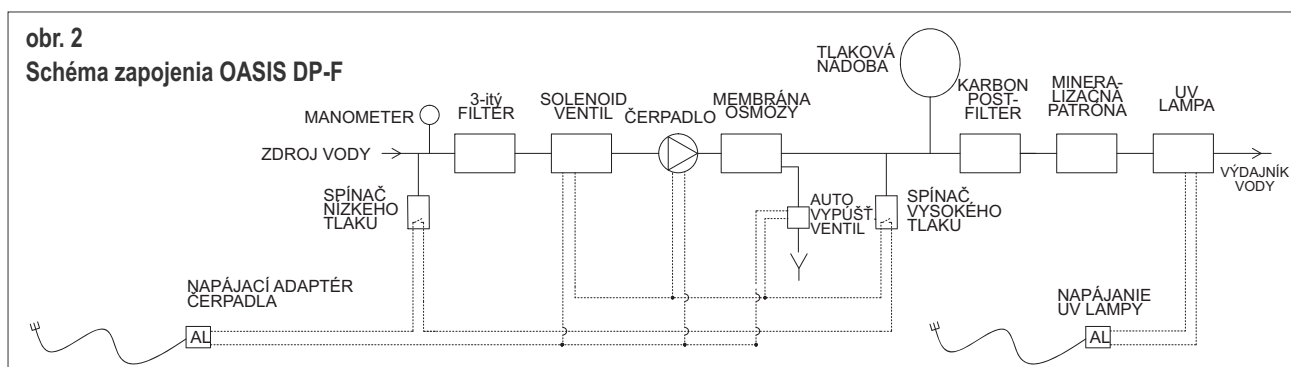 obr. 2
Schéma zapojenia OASIS DP-F
MANOMETER
3-itý
FILTER
SOLENOID
VENTIL
ČERPADLO
MEMBRÁNA
OSMÓZY
TLAKOVÁ
NÁDOBA
KARBON
POST-
FILTER
MINERA-
LIZAČNÁ
PATRÓNA
UV
LAMPA
ZDROJ VODY
VÝDAJNÍK
VODY
SPÍNAČ
NÍZKEHO
TLAKU
AUTO
VYPÚŠŤ.
VENTIL
SPÍNAČ
VYSOKÉHO
TLAKU
NAPÁJACÍ ADAPTÉR
ČERPADLA
AL
NAPÁJANIE
UV LAMPY
AL